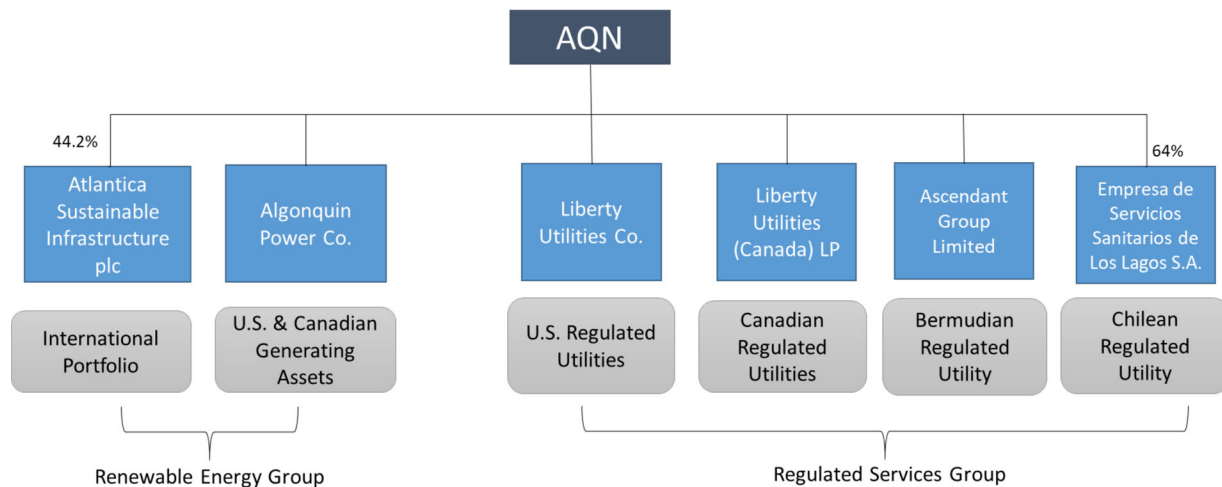 AQN
44.2%
64%
Atlantica
Sustainable
Infrastructure
plc
Algonquin
Power Co.
Liberty
Utilities Co.
Liberty
Utilities
(Canada) LP
Ascendant
Group
Limited
Empresa de
Servicios
Sanitarios de
Los Lagos S.A.
International
Portfolio
U.S. & Canadian
Generating
Assets
U.S. Regulated
Utilities
Canadian
Regulated
Utilities
Bermudian
Regulated
Utility
Chilean
Regulated
Utility
Renewable Energy Group
Regulated Services Group